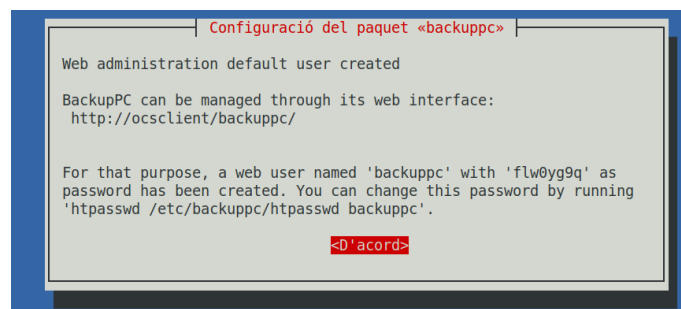 Configuració del paquet «backuppc»
Web administration default user created
BackupPC can be managed through its web interface:
http://ocsclient/backuppc/
For that purpose, a web user named 'backuppc' with 'flw0yg9q' as
password has been created. You can change this password by running
'htpasswd /etc/backuppc/htpasswd backuppc'.
<D'acord>